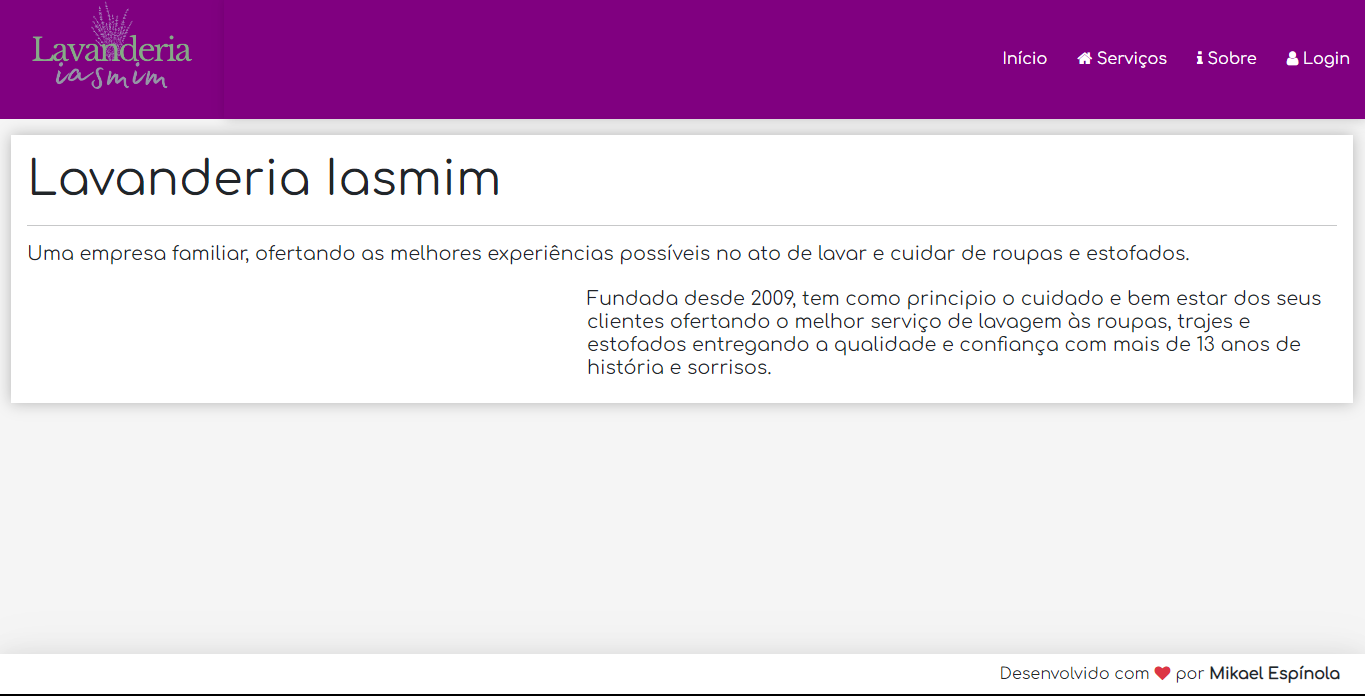 Lavanderia
iasmim
Início Serviços Sobre Login
Lavanderia Iasmim
Uma empresa familiar, ofertando as melhores experiências possíveis no ato de lavar e cuidar de roupas e estofados.
Fundada desde 2009, tem como principio o cuidado e bem estar dos seus
clientes ofertando o melhor serviço de lavagem às roupas, trajes e
estofados entregando a qualidade e confiança com mais de 13 anos de
história e sorrisos.
Desenvolvido com ❤ por Mikael Espínola